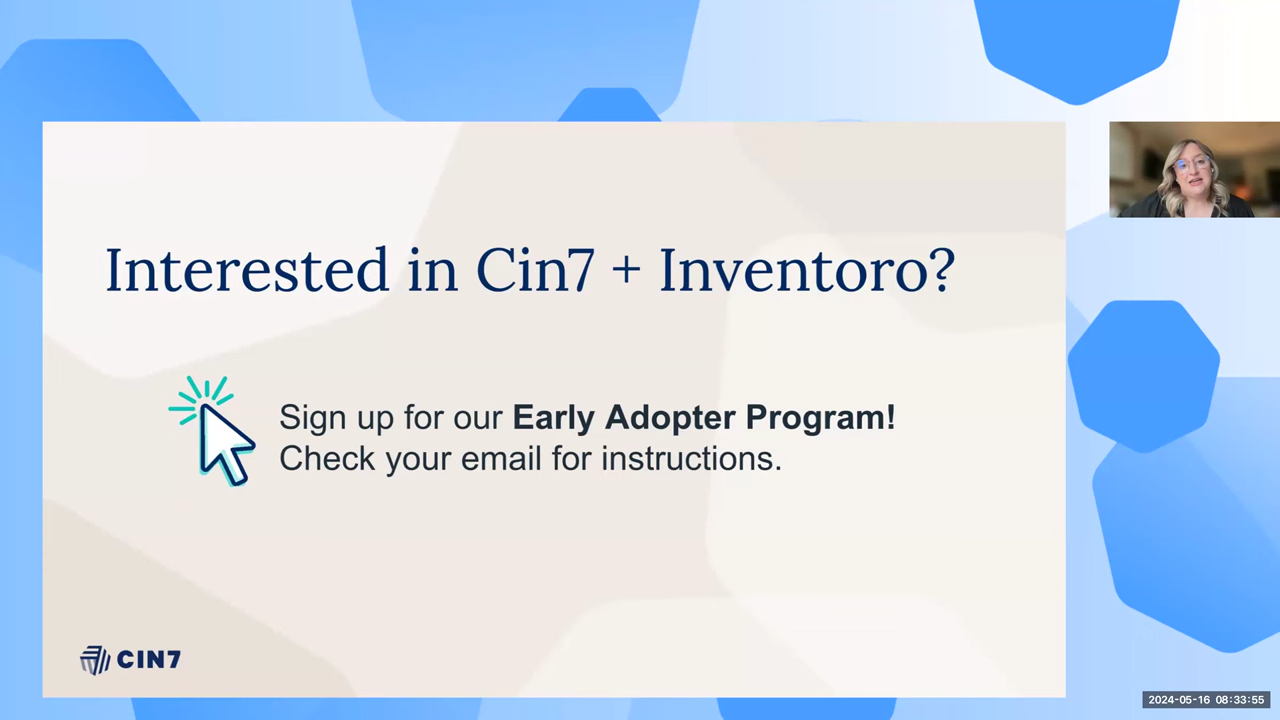 Interested in Cin7 + Inventoro?
Sign up for our Early Adopter Program!
Check your email for instructions.
CIN7
2024-05-16 08:33:55